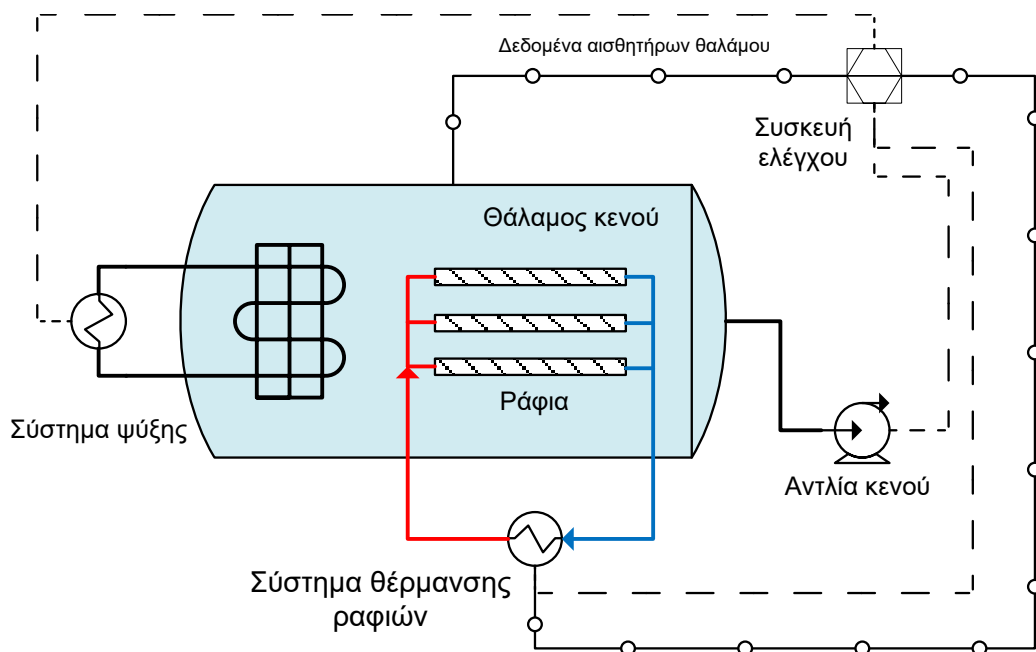 Δεδομένα αισθητήρων θαλάμου
Συσκευή
ελέγχου
Θάλαμος κενού
Ράφια
Σύστημα ψύξης
Αντλία κενού
Σύστημα θέρμανσης
ραφιών